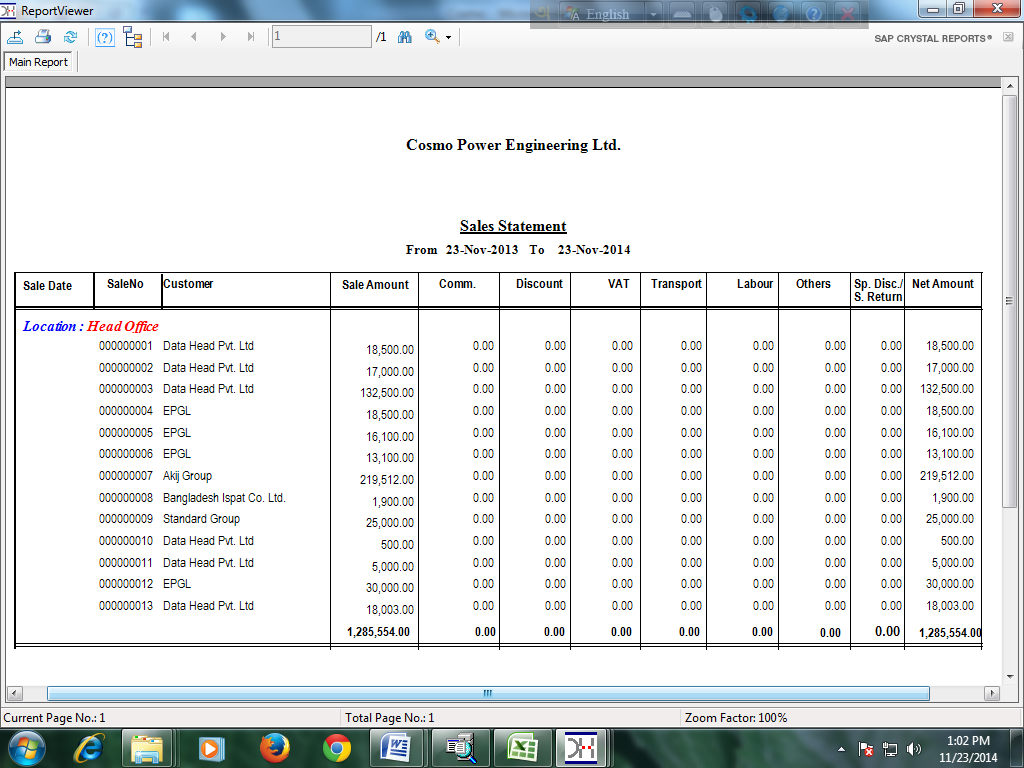 ReportViewer
English
1 /1
SAP CRYSTAL REPORTS®
Main Report
Cosmo Power Engineering Ltd.
Sales Statement
From 23-Nov-2013 To 23-Nov-2014
Sale Date SaleNo Customer Sale Amount Comm. Discount VAT Transport Labour Others Sp. Disc./ Net Amount
S. Return
Location : Head Office
000000001 Data Head Pvt. Ltd 18,500.00 0.00 0.00 0.00 0.00 0.00 0.00 0.00 18,500.00
000000002 Data Head Pvt. Ltd 17,000.00 0.00 0.00 0.00 0.00 0.00 0.00 0.00 17,000.00
000000003 Data Head Pvt. Ltd 132,500.00 0.00 0.00 0.00 0.00 0.00 0.00 0.00 132,500.00
000000004 EPGL 18,500.00 0.00 0.00 0.00 0.00 0.00 0.00 0.00 18,500.00
000000005 EPGL 16,100.00 0.00 0.00 0.00 0.00 0.00 0.00 0.00 16,100.00
000000006 EPGL 13,100.00 0.00 0.00 0.00 0.00 0.00 0.00 0.00 13,100.00
000000007 Akij Group 219,512.00 0.00 0.00 0.00 0.00 0.00 0.00 0.00 219,512.00
000000008 Bangladesh Ispat Co. Ltd. 1,900.00 0.00 0.00 0.00 0.00 0.00 0.00 0.00 1,900.00
000000009 Standard Group 25,000.00 0.00 0.00 0.00 0.00 0.00 0.00 0.00 25,000.00
000000010 Data Head Pvt. Ltd 500.00 0.00 0.00 0.00 0.00 0.00 0.00 0.00 500.00
000000011 Data Head Pvt. Ltd 5,000.00 0.00 0.00 0.00 0.00 0.00 0.00 0.00 5,000.00
000000012 EPGL 30,000.00 0.00 0.00 0.00 0.00 0.00 0.00 0.00 30,000.00
000000013 Data Head Pvt. Ltd 18,003.00 0.00 0.00 0.00 0.00 0.00 0.00 0.00 18,003.00
1,285,554.00 0.00 0.00 0.00 0.00 0.00 0.00 0.00 1,285,554.00
Current Page No.: 1 Total Page No.: 1 Zoom Factor: 100%
1:02 PM
11/23/2014